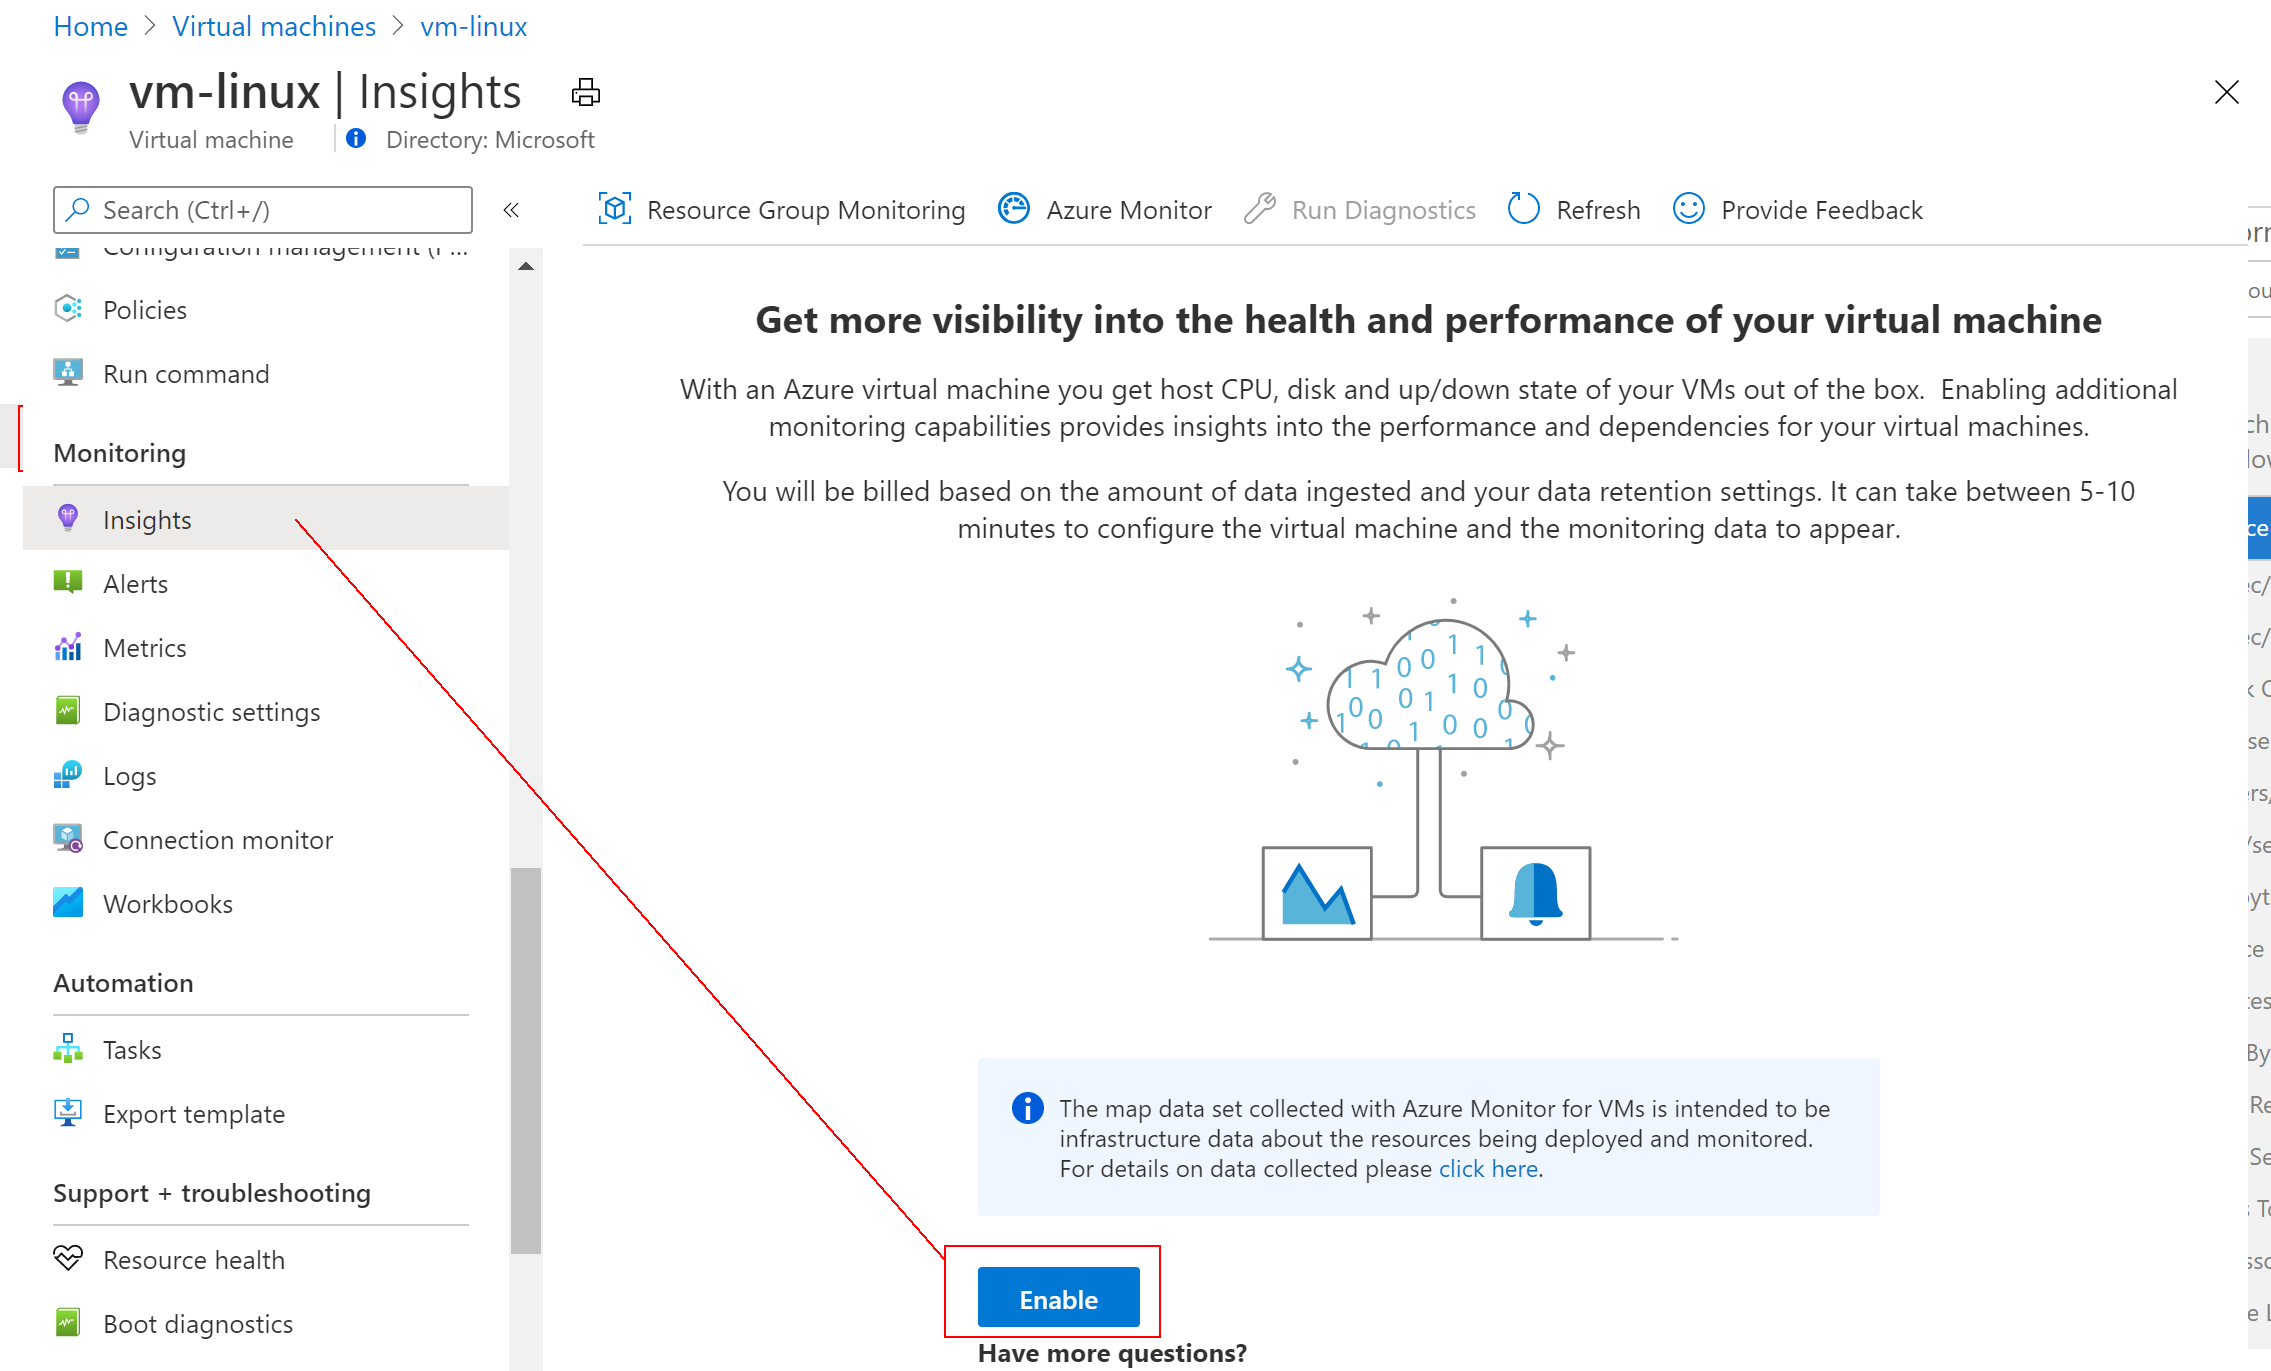 Home > Virtual machines > vm-linux
vm-linux | Insights
Virtual machine
Directory: Microsoft
Search (Ctrl+/)
«
Resource Group Monitoring
Azure Monitor
Run Diagnostics
Refresh
Provide Feedback
Configuration management (P...
Policies
Run command
Monitoring
Insights
Alerts
Metrics
Diagnostic settings
Logs
Connection monitor
Workbooks
Automation
Tasks
Export template
Support + troubleshooting
Resource health
Boot diagnostics
Get more visibility into the health and performance of your virtual machine
With an Azure virtual machine you get host CPU, disk and up/down state of your VMs out of the box. Enabling additional
monitoring capabilities provides insights into the performance and dependencies for your virtual machines.
You will be billed based on the amount of data ingested and your data retention settings. It can take between 5-10
minutes to configure the virtual machine and the monitoring data to appear.
The map data set collected with Azure Monitor for VMs is intended to be
infrastructure data about the resources being deployed and monitored.
For details on data collected please click here.
Enable
Have more questions?